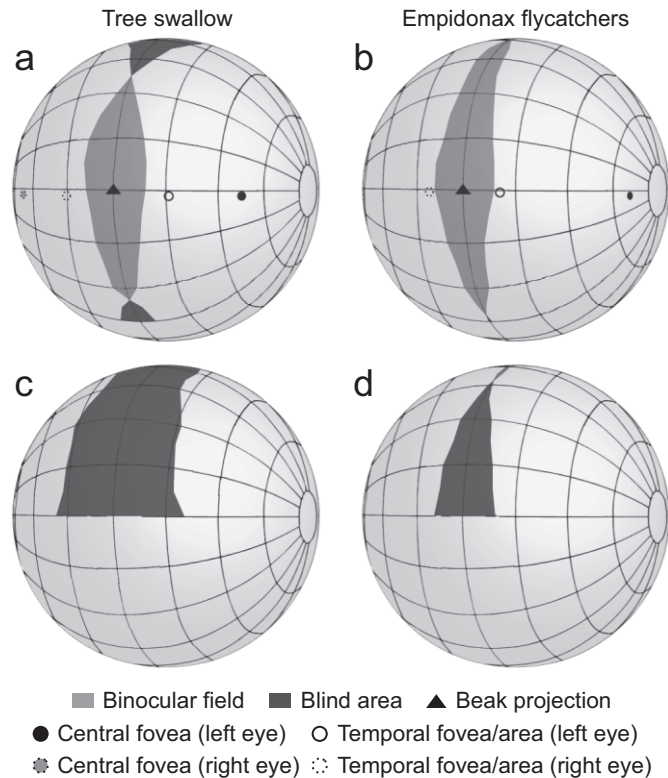 Tree swallow
Empidonax flycatchers
a
b
c
d
Binocular field
Blind area
Beak projection
Central fovea (left eye)
Temporal fovea/area (left eye)
Central fovea (right eye)
Temporal fovea/area (right eye)